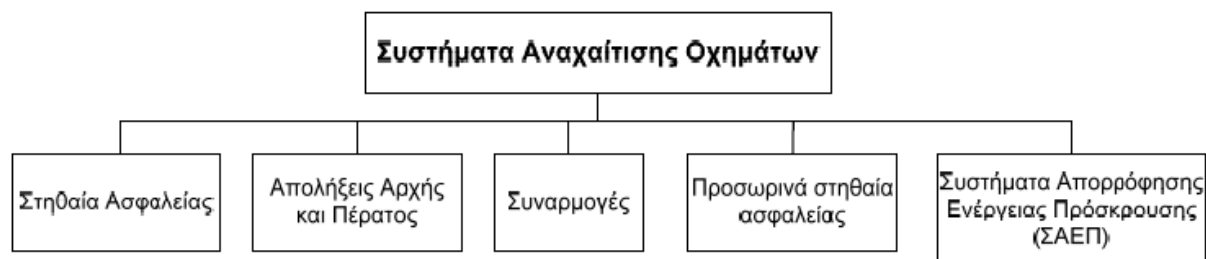 Συστήματα Αναχαίτισης Οχημάτων
Στηθαία Ασφαλείας
Απολήξεις Αρχής
και Πέρατος
Συναρμογές
Προσωρινά στηθαία
ασφαλείας
Συστήματα Απορρόφησης
Ενέργειας Πρόσκρουσης
(ΣΑΕΠ)